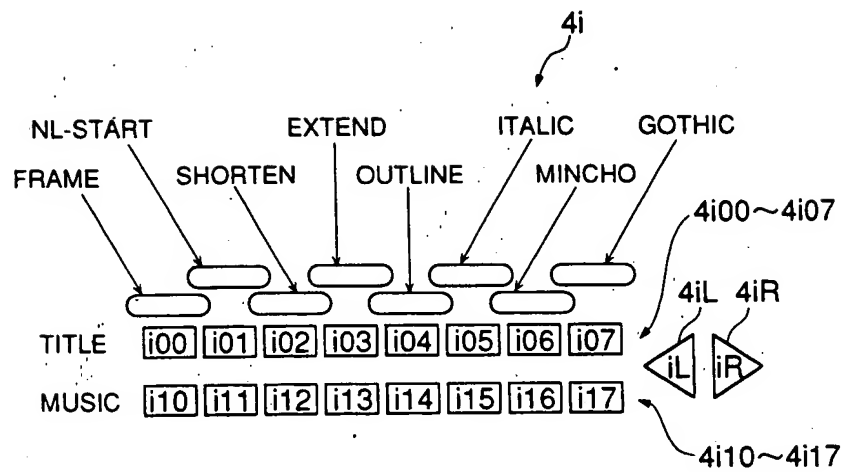 4i
NL-START EXTEND ITALIC GOTHIC
FRAME SHORTEN OUTLINE MINCHO
4i00~4i07
4iL 4iR
TITLE i00 i01 i02 i03 i04 i05 i06 i07
iL iR
MUSIC i10 i11 i12 i13 i14 i15 i16 i17
4i10~4i17